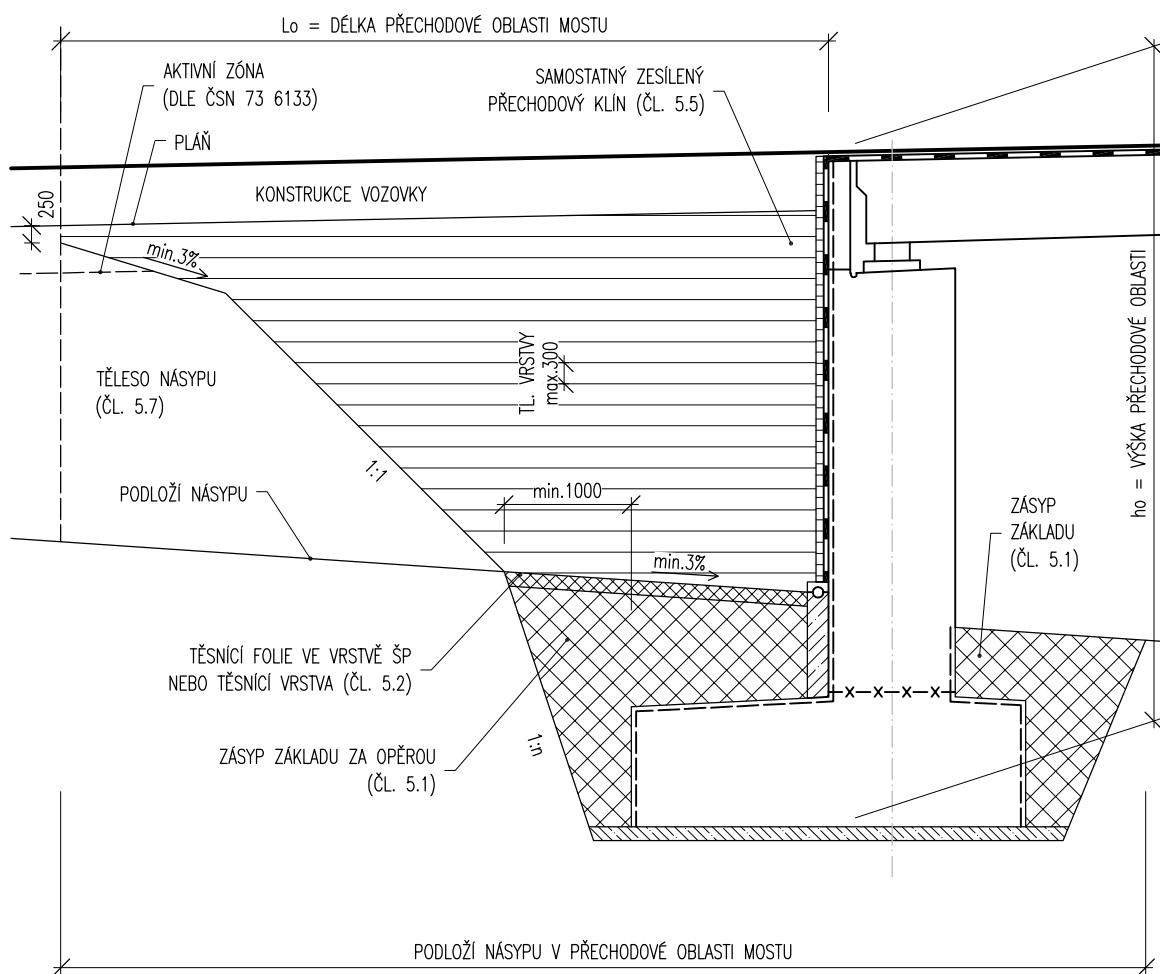 Lo = DÉLKA PŘECHODOVÉ OBLASTI MOSTU
AKTIVNÍ ZÓNA
(DLE ČSN 73 6133)
SAMOSTATNÝ ZESÍLENÝ
PŘECHODOVÝ KLÍN (ČL. 5.5)
PLÁŇ
KONSTRUKCE VOZOVKY
250
min.3%
TL. VRSTVY
max.300
ho = VÝŠKA PŘECHODOVÉ OBLASTI
TĚLESO NÁSYPU
(ČL. 5.7)
1:1
PODLOŽÍ NÁSYPU
min.1000
ZÁSYP
ZÁKLADU
(ČL. 5.1)
min.3%
TĚSNÍCÍ FOLIE VE VRSTVĚ ŠP
NEBO TĚSNÍCÍ VRSTVA (ČL. 5.2)
1:n
ZÁSYP ZÁKLADU ZA OPĚROU
(ČL. 5.1)
PODLOŽÍ NÁSYPU V PŘECHODOVÉ OBLASTI MOSTU